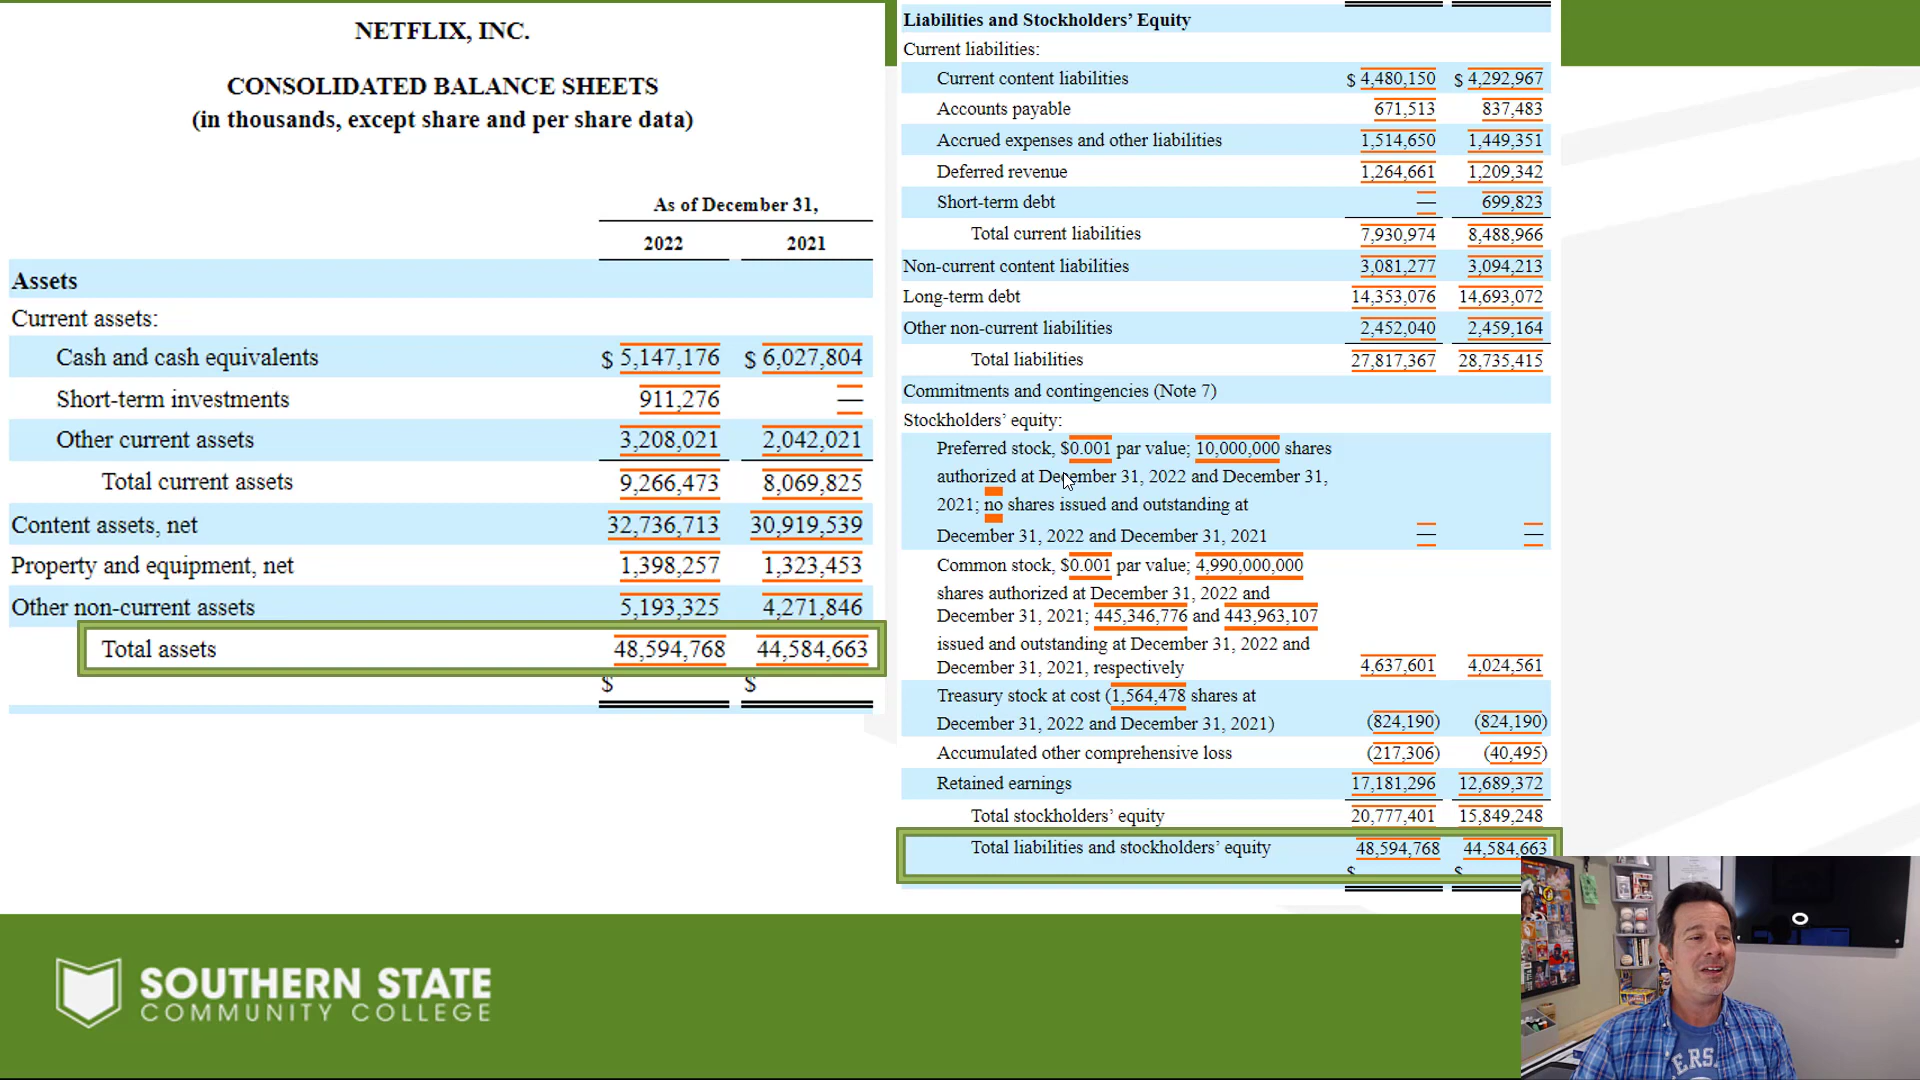 NETFLIX, INC.
CONSOLIDATED BALANCE SHEETS
(in thousands, except share and per share data)
As of December 31,
2022 2021
Assets
Current assets:
Cash and cash equivalents $ 5,147,176 $ 6,027,804
Short-term investments 911,276 —
Other current assets 3,208,021 2,042,021
Total current assets 9,266,473 8,069,825
Content assets, net 32,736,713 30,919,539
Property and equipment, net 1,398,257 1,323,453
Other non-current assets 5,193,325 4,271,846
Total assets 48,594,768 44,584,663
$ $
Liabilities and Stockholders’ Equity
Current liabilities:
Current content liabilities $ 4,480,150 $ 4,292,967
Accounts payable 671,513 837,483
Accrued expenses and other liabilities 1,514,650 1,449,351
Deferred revenue 1,264,661 1,209,342
Short-term debt — 699,823
Total current liabilities 7,930,974 8,488,966
Non-current content liabilities 3,081,277 3,094,213
Long-term debt 14,353,076 14,693,072
Other non-current liabilities 2,452,040 2,459,164
Total liabilities 27,817,367 28,735,415
Commitments and contingencies (Note 7)
Stockholders’ equity:
Preferred stock, $0.001 par value; 10,000,000 shares
authorized at December 31, 2022 and December 31,
2021; no shares issued and outstanding at
December 31, 2022 and December 31, 2021 — —
Common stock, $0.001 par value; 4,990,000,000
shares authorized at December 31, 2022 and
December 31, 2021; 445,346,776 and 443,963,107
issued and outstanding at December 31, 2022 and
December 31, 2021, respectively 4,637,601 4,024,561
Treasury stock at cost (1,564,478 shares at
December 31, 2022 and December 31, 2021) (824,190) (824,190)
Accumulated other comprehensive loss (217,306) (40,495)
Retained earnings 17,181,296 12,689,372
Total stockholders’ equity 20,777,401 15,849,248
Total liabilities and stockholders’ equity 48,594,768 44,584,663
$ $
SOUTHERN STATE
COMMUNITY COLLEGE